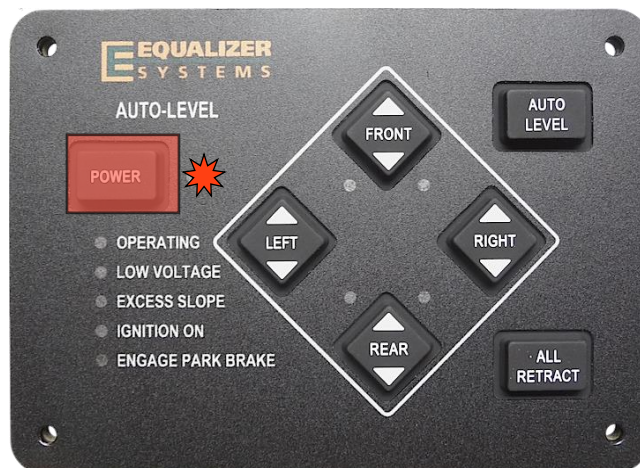 EQUALIZER
SYSTEMS
AUTO-LEVEL
POWER
OPERATING
LOW VOLTAGE
EXCESS SLOPE
IGNITION ON
ENGAGE PARK BRAKE
FRONT
LEFT
RIGHT
REAR
AUTO
LEVEL
ALL
RETRACT